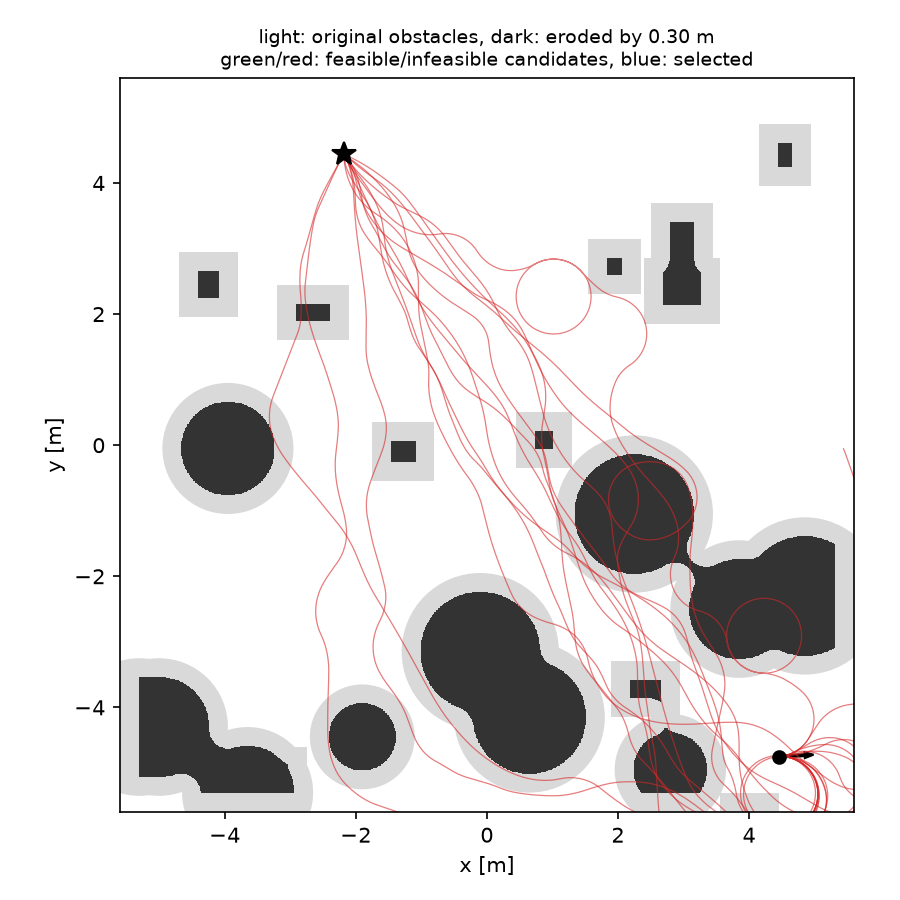 light: original obstacles, dark: eroded by 0.30 m
green/red: feasible/infeasible candidates, blue: selected
y [m]
4
2
0
−2
−4
−4
−2
0
2
4
x [m]